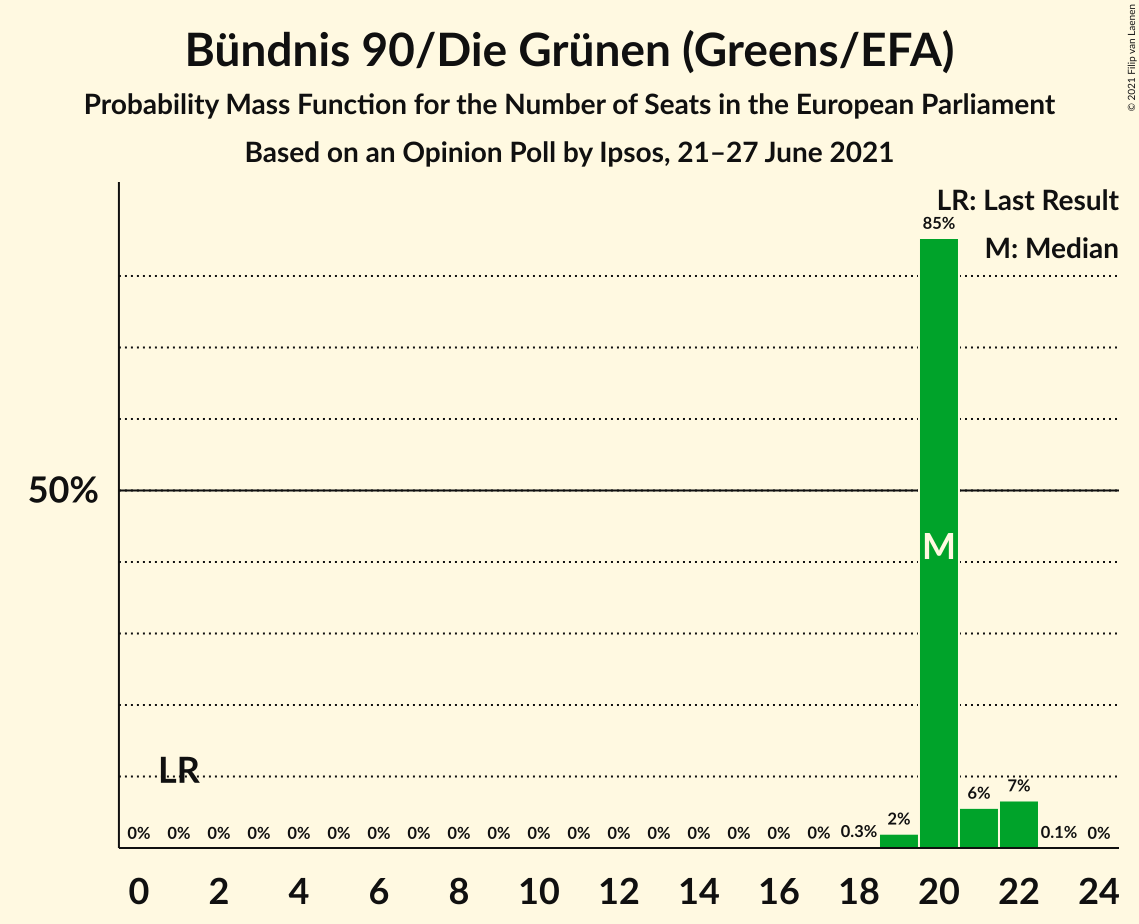 Bündnis 90/Die Grünen (Greens/EFA)
Probability Mass Function for the Number of Seats in the European Parliament
Based on an Opinion Poll by Ipsos, 21–27 June 2021
© 2021 Filip van Laenen
LR: Last Result
M: Median
85%
50%
M
LR
0% 0% 0% 0% 0% 0% 0% 0% 0% 0% 0% 0% 0% 0% 0% 0% 0% 0% 0.3% 2% 6% 7% 0.1% 0%
0 2 4 6 8 10 12 14 16 18 20 22 24